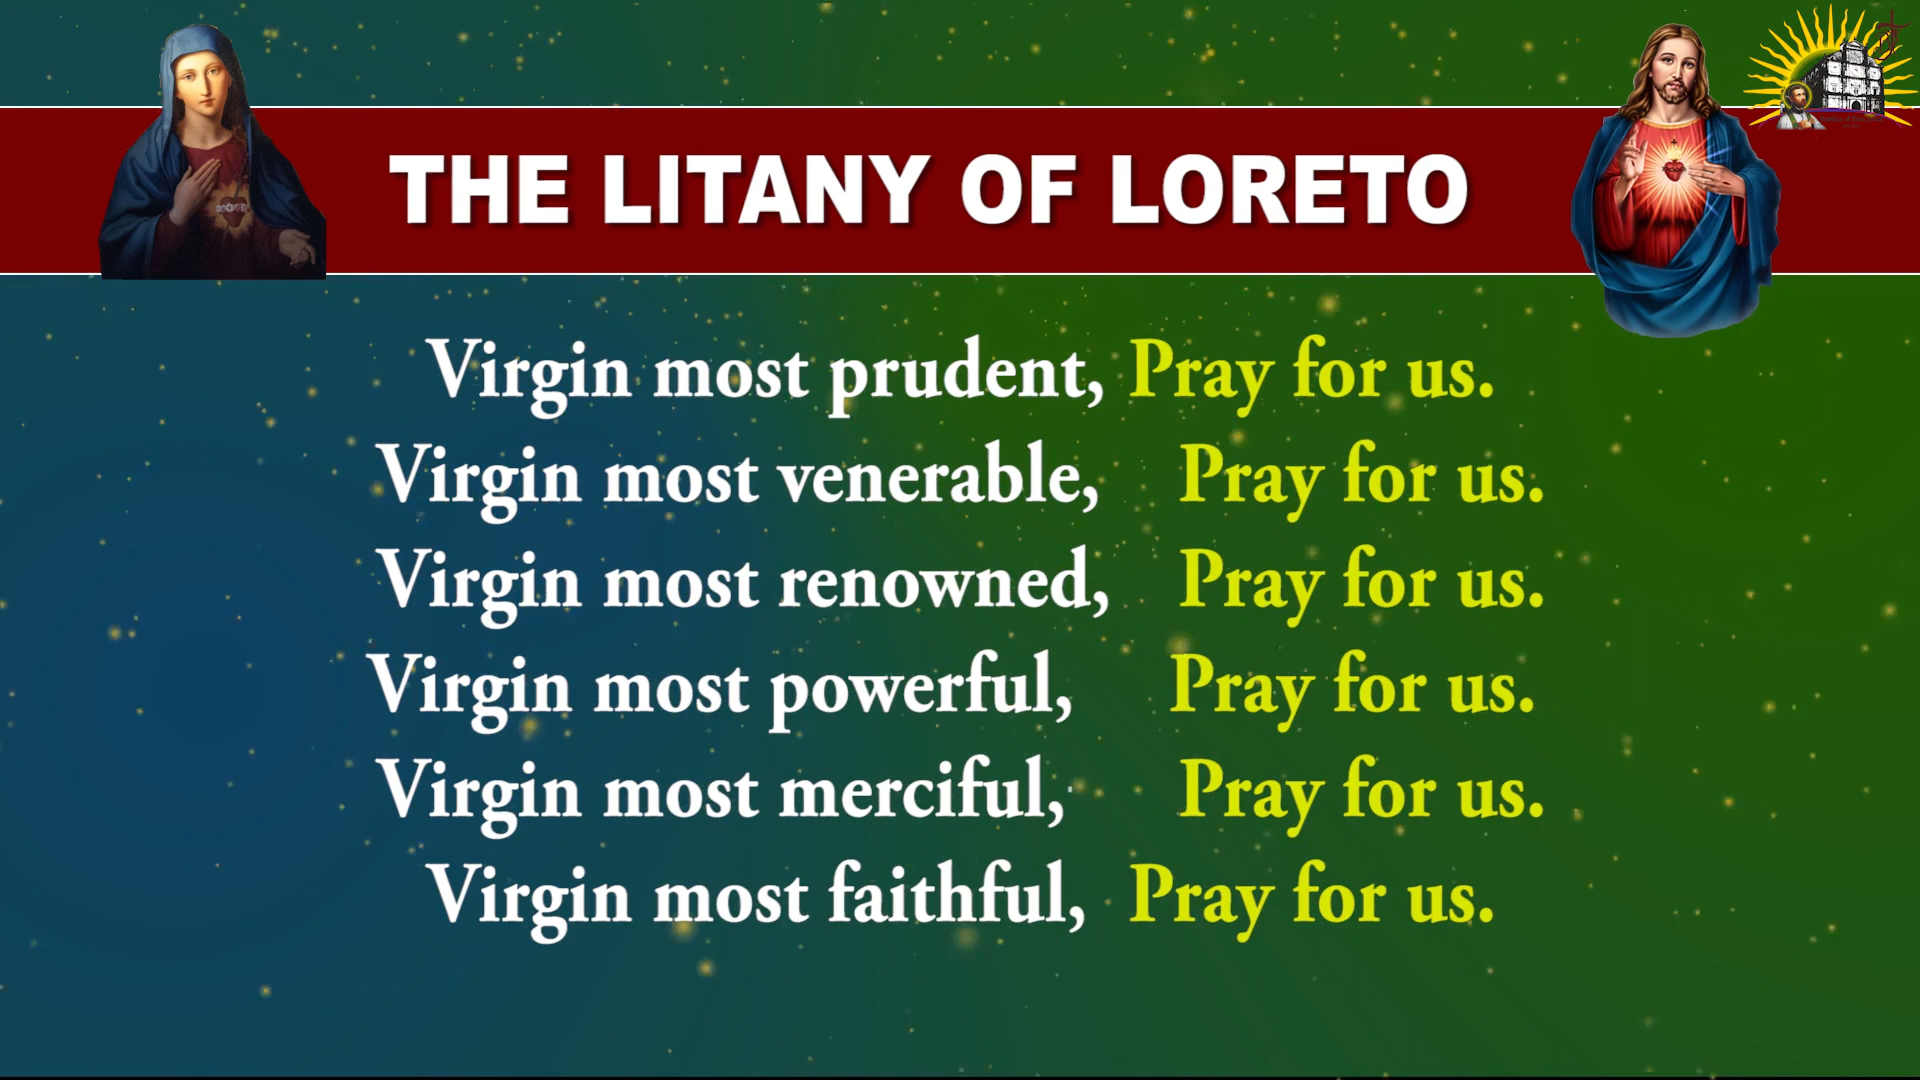 THE LITANY OF LORETO
Virgin most prudent, Pray for us.
Virgin most venerable, Pray for us.
Virgin most renowned, Pray for us.
Virgin most powerful, Pray for us.
Virgin most merciful, Pray for us.
Virgin most faithful, Pray for us.